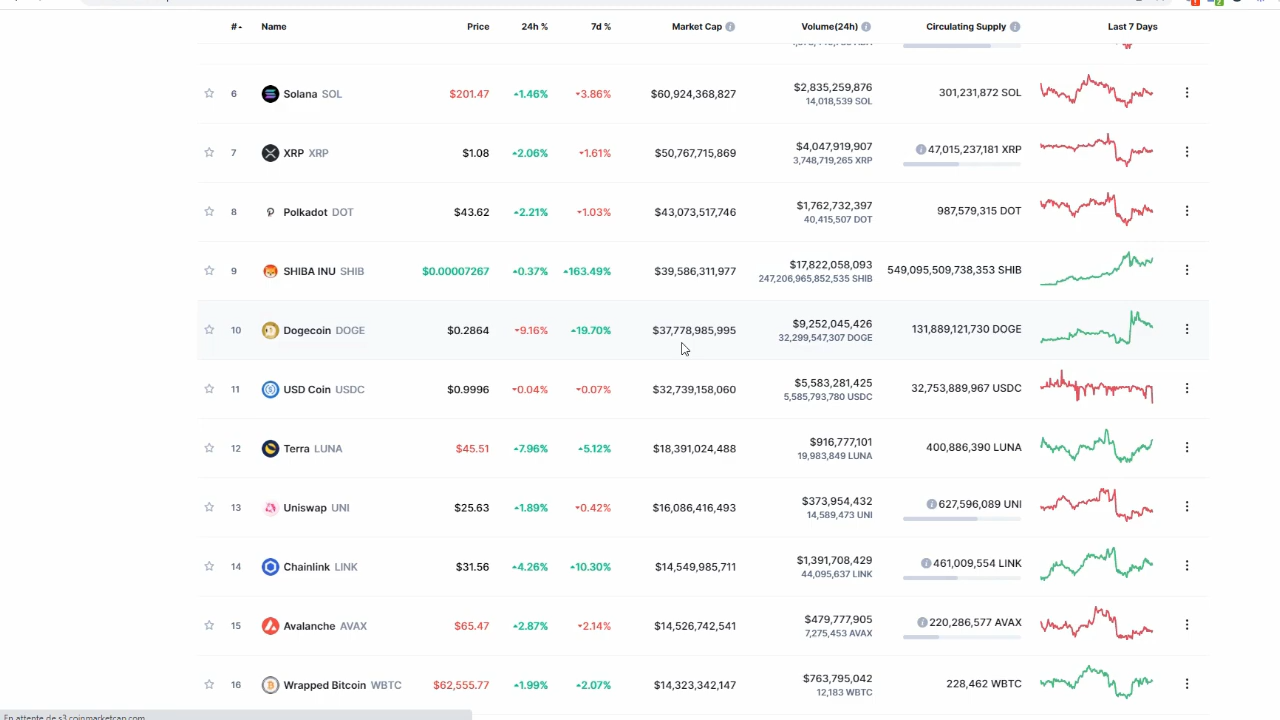 # Name Price 24h % 7d % Market Cap Volume(24h) Circulating Supply Last 7 Days
6 Solana SOL $201.47 1.46% 3.86% $60,924,368,827 $2,835,259,876 301,231,872 SOL
14,018,539 SOL
7 XRP XRP $1.08 2.06% 1.61% $50,767,715,869 $4,047,919,907 47,015,237,181 XRP
3,748,719,265 XRP
8 Polkadot DOT $43.62 2.21% 1.03% $43,073,517,746 $1,762,732,397 987,579,315 DOT
40,415,507 DOT
9 SHIBA INU SHIB $0.00007267 0.37% 163.49% $39,586,311,977 $17,822,058,093 549,095,509,738,353 SHIB
247,206,965,852,535 SHIB
10 Dogecoin DOGE $0.2864 9.16% 19.70% $37,778,985,995 $9,252,045,426 131,889,121,730 DOGE
32,299,547,307 DOGE
11 USD Coin USDC $0.9996 0.04% 0.07% $32,739,158,060 $5,583,281,425 32,753,889,967 USDC
5,585,793,780 USDC
12 Terra LUNA $45.51 7.96% 5.12% $18,391,024,488 $916,777,101 400,886,390 LUNA
19,983,849 LUNA
13 Uniswap UNI $25.63 1.89% 0.42% $16,086,416,493 $373,954,432 627,596,089 UNI
14,589,473 UNI
14 Chainlink LINK $31.56 4.26% 10.30% $14,549,985,711 $1,391,708,429 461,009,554 LINK
44,095,637 LINK
15 Avalanche AVAX $65.47 2.87% 2.14% $14,526,742,541 $479,777,905 220,286,577 AVAX
7,275,453 AVAX
16 Wrapped Bitcoin WBTC $62,555.77 1.99% 2.07% $14,323,342,147 $763,795,042 228,462 WBTC
12,183 WBTC
En attente de s3.coinmarketcap.com